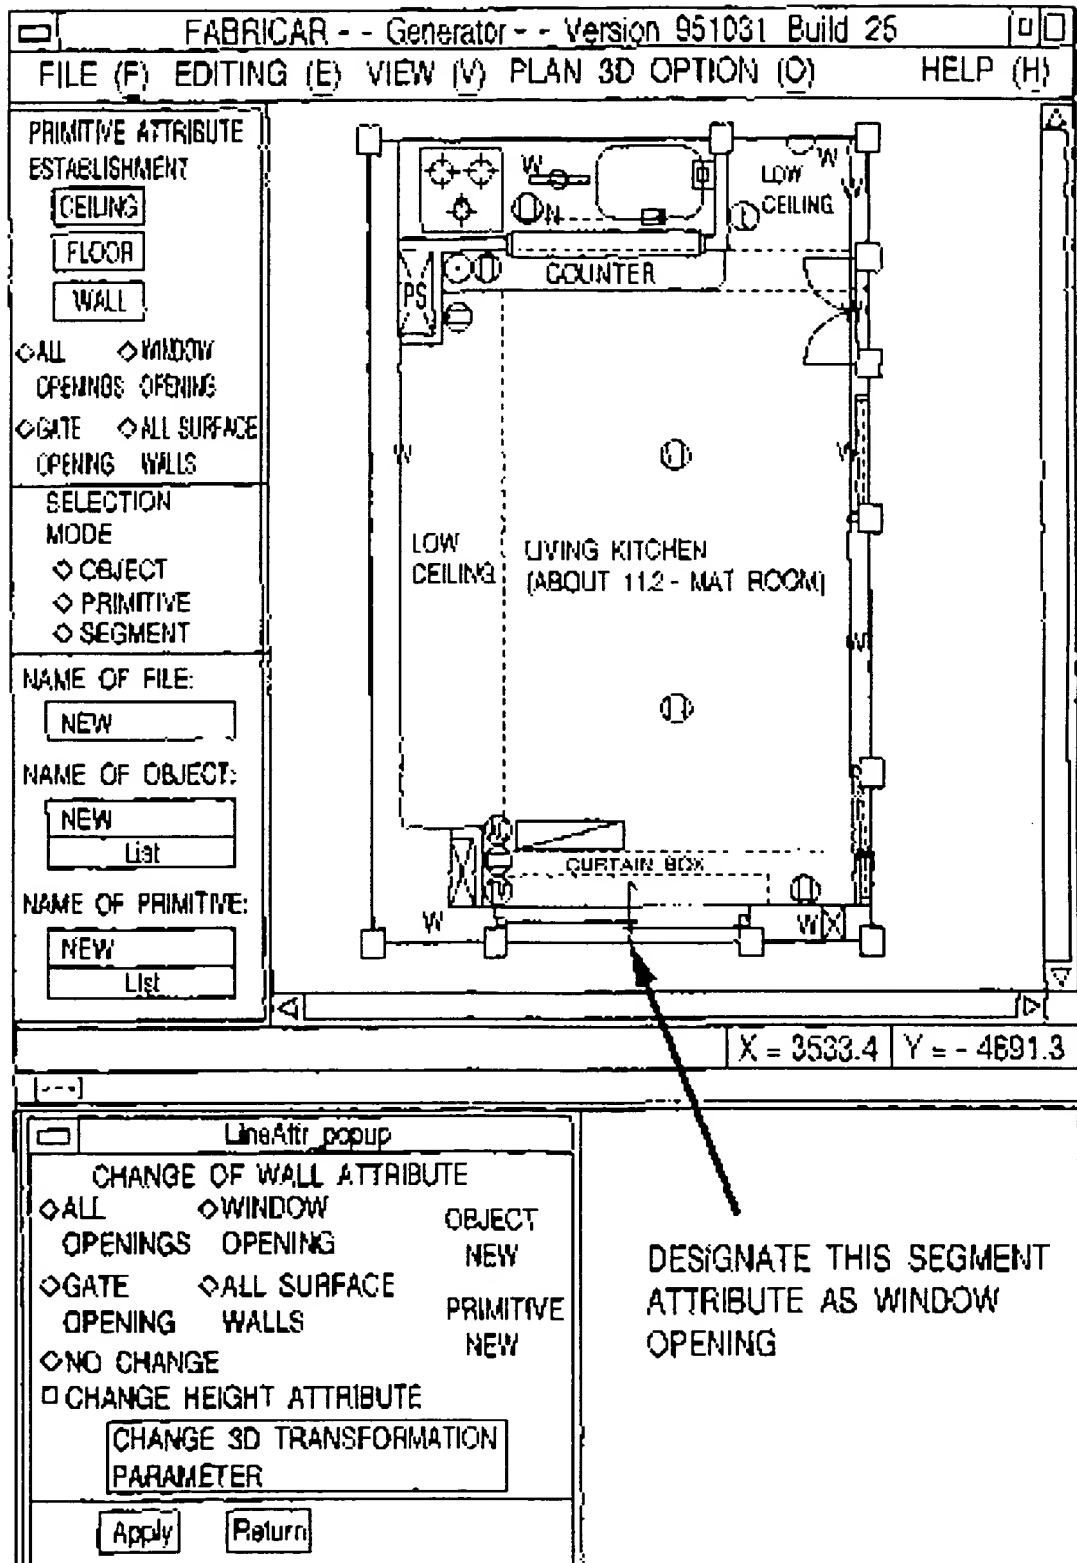 FABRICAR - - Generator - - Version 951031 Build 25
FILE (F) EDITING (E) VIEW (V) PLAN 3D OPTION (O) HELP (H)
PRIMITIVE ATTRIBUTE
ESTABLISHMENT
CEILING
FLOOR
WALL
ALL WINDOW
OPENINGS OPENING
GATE ALL SURFACE
OPENING WALLS
SELECTION
MODE
OBJECT
PRIMITIVE
SEGMENT
NAME OF FILE:
NEW
NAME OF OBJECT:
NEW
List
NAME OF PRIMITIVE:
NEW
List
W
W
N
LOW
CEILING
W
COUNTER
PS
W
W
W
LOW
CEILING
LIVING KITCHEN
(ABOUT 11.2 - MAT ROOM)
W
CURTAIN BOX
W
W
X = 3533.4 Y = - 4691.3
[---]
LineAttr popup
CHANGE OF WALL ATTRIBUTE
ALL WINDOW
OPENINGS OPENING
GATE ALL SURFACE
OPENING WALLS
NO CHANGE
CHANGE HEIGHT ATTRIBUTE
CHANGE 3D TRANSFORMATION
PARAMETER
Apply Return
OBJECT
NEW
PRIMITIVE
NEW
DESIGNATE THIS SEGMENT
ATTRIBUTE AS WINDOW
OPENING